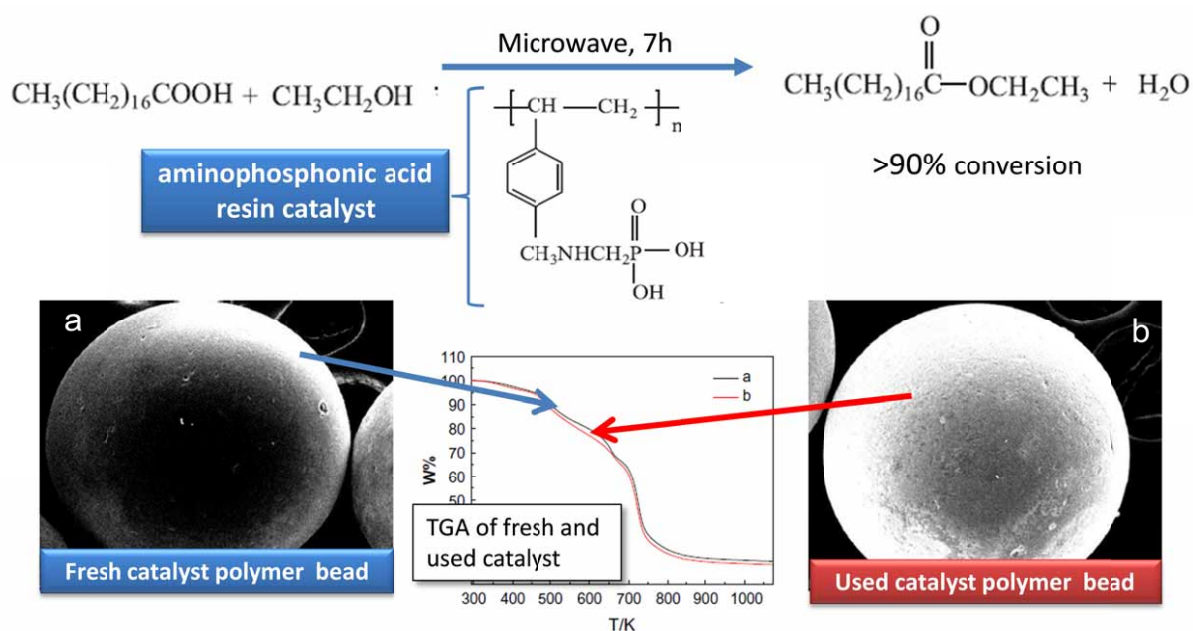 Microwave, 7h
CH₃(CH₂)₁₆COOH + CH₃CH₂OH
O
CH₃(CH₂)₁₆C—OCH₂CH₃ + H₂O
>90% conversion
aminophosphonic acid
resin catalyst
[CH—CH₂]n
O
CH₃NHCH₂P—OH
OH
a
Fresh catalyst polymer bead
110
100
90
80
70
60
50
W%
a
b
TGA of fresh and
used catalyst
300 400 500 600 700 800 900 1000
T/K
b
Used catalyst polymer bead